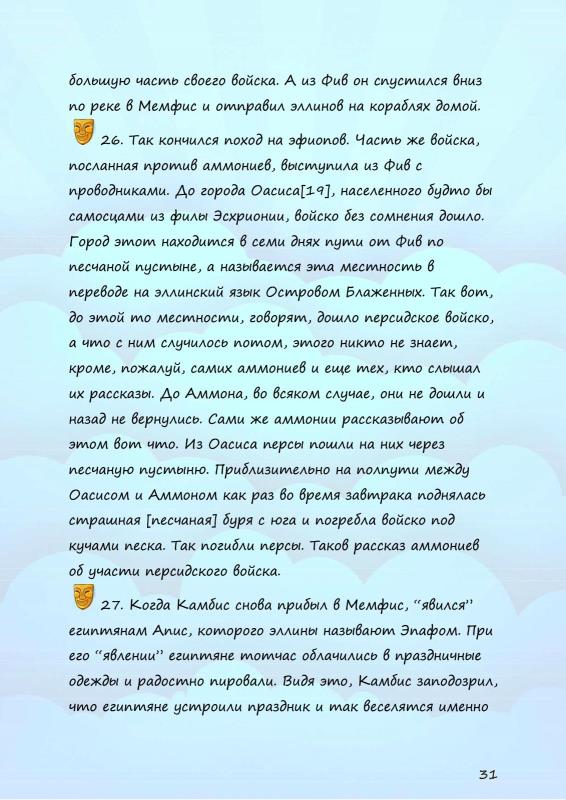 большую часть своего войска. А из Фив он спустился вниз
по реке в Мемфис и отправил эллинов на кораблях домой.
26. Так кончился поход на эфиопов. Часть же войска,
посланная против аммониев, выступила из Фив с
проводниками. До города Оасиса[19], населенного будто бы
самосцами из филы Эсхрионии, войско без сомнения дошло.
Город этот находится в семи днях пути от Фив по
песчаной пустыне, а называется эта местность в
переводе на эллинский язык Островом Блаженных. Так вот,
до этой то местности, говорят, дошло персидское войско,
а что с ним случилось потом, этого никто не знает,
кроме, пожалуй, самих аммониев и еще тех, кто слышал
их рассказы. До Аммона, во всяком случае, они не дошли и
назад не вернулись. Сами же аммонии рассказывают об
этом вот что. Из Оасиса персы пошли на них через
песчаную пустыню. Приблизительно на полпути между
Оасисом и Аммоном как раз во время завтрака поднялась
страшная [песчаная] буря с юга и погребла войско под
кучами песка. Так погибли персы. Таков рассказ аммониев
об участи персидского войска.
27. Когда Камбис снова прибыл в Мемфис, “явился”
египтянам Апис, которого эллины называют Эпафом. При
его “явлении” египтяне тотчас облачились в праздничные
одежды и радостно пировали. Видя это, Камбис заподозрил,
что египтяне устроили праздник и так веселятся именно
31